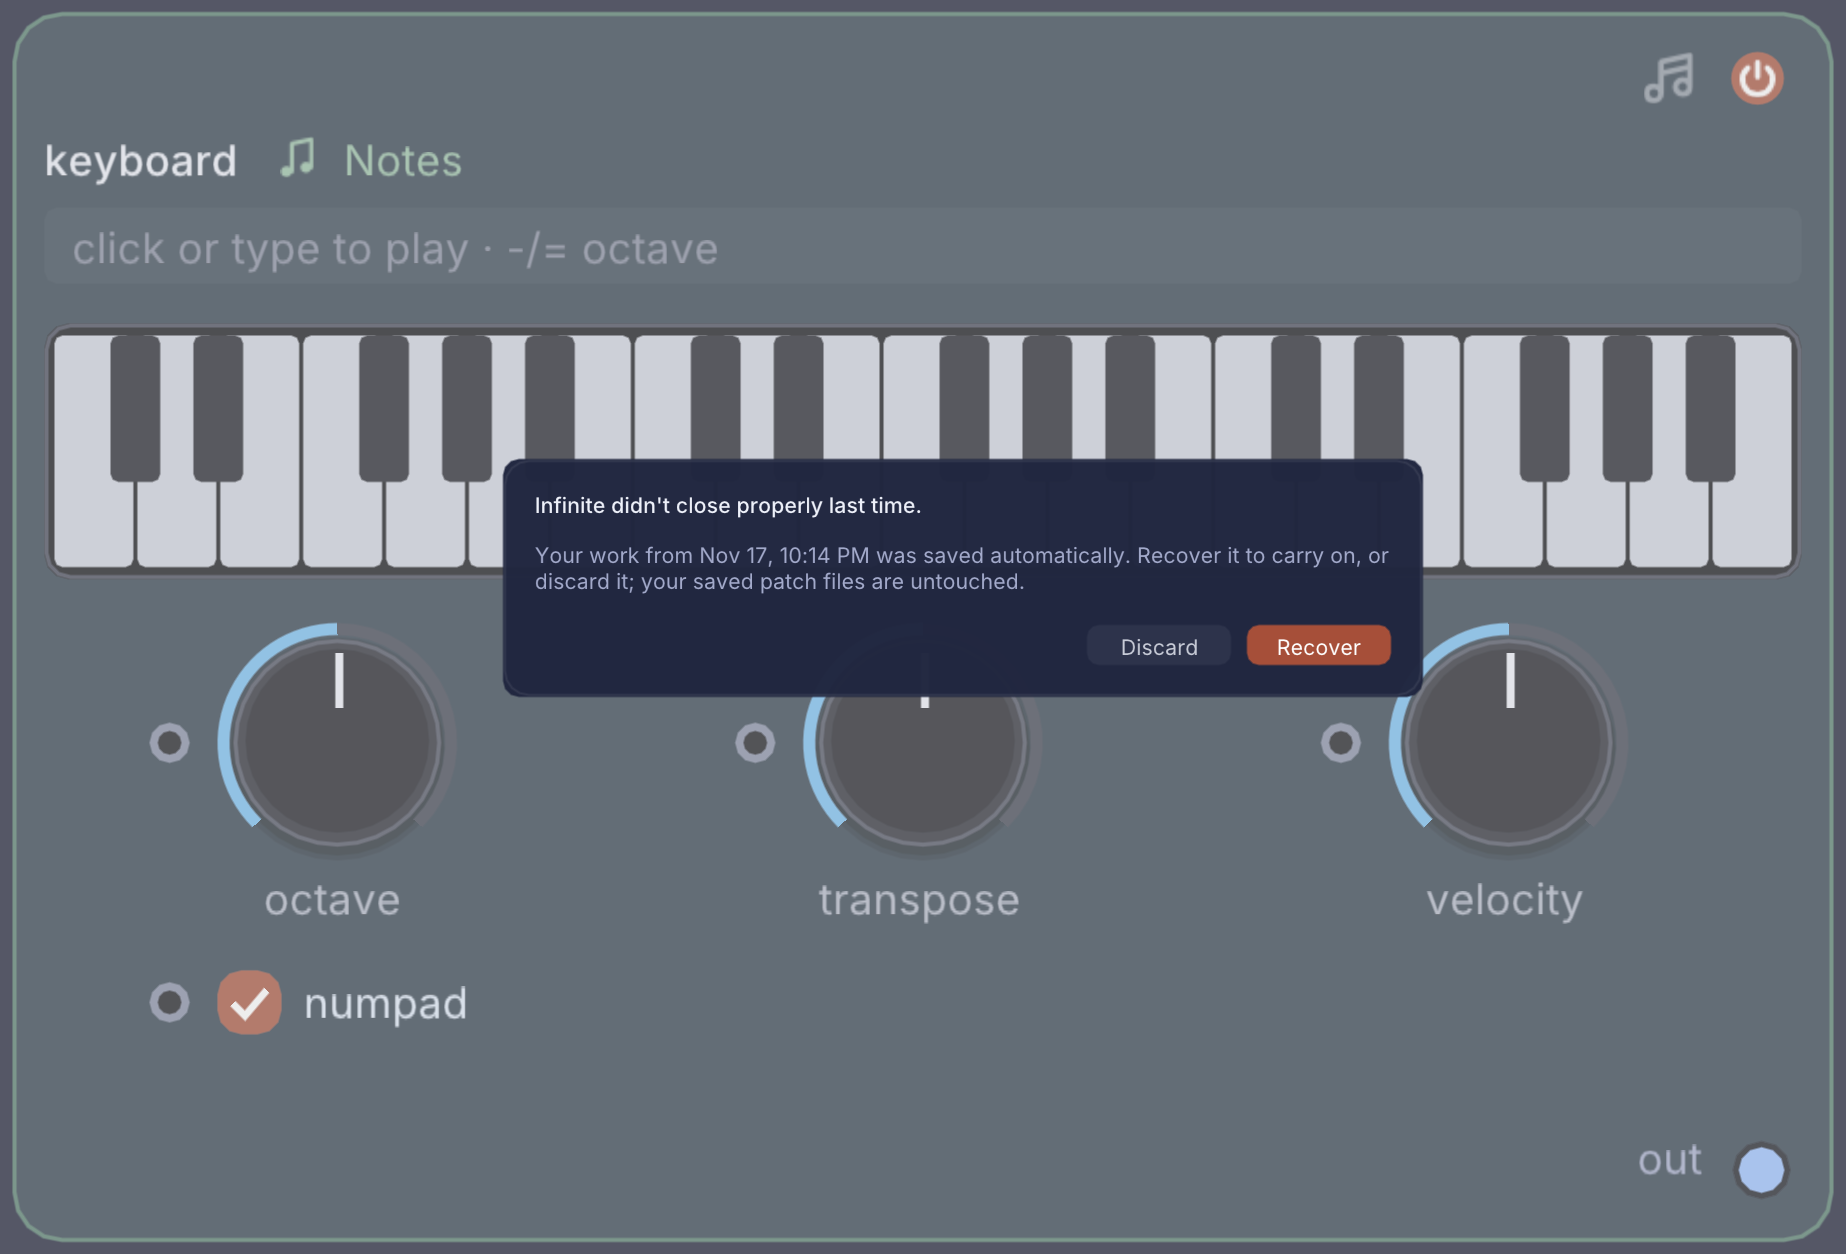 keyboard Notes
click or type to play · -/= octave
Infinite didn't close properly last time.
Your work from Nov 17, 10:14 PM was saved automatically. Recover it to carry on, or
discard it; your saved patch files are untouched.
Discard Recover
octave transpose velocity
numpad
out